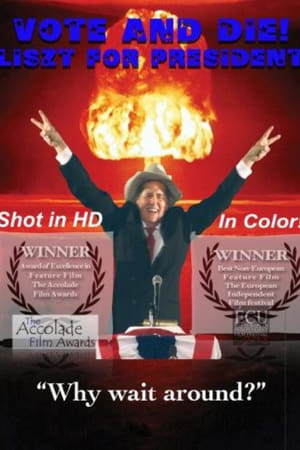 VOTE AND DIE!
LISZT FOR PRESIDENT
Shot in HD
In Color!
WINNER
Award of Excellence in
Feature Film
The Accolade
Film Awards
WINNER
Best Non-European
Feature Film
The European
Independent
Film festival
The
Accolade
Film Awards
ECU
“Why wait around?”